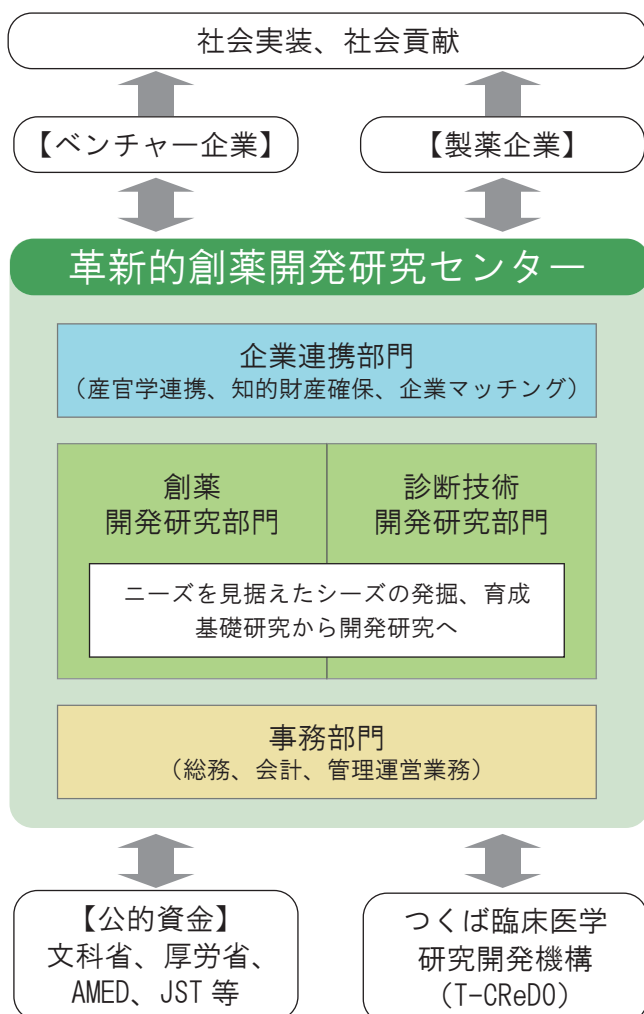 社会実装、社会貢献
【ベンチャー企業】
【製薬企業】
革新的創薬開発研究センター
企業連携部門
（産官学連携、知的財産確保、企業マッチング）
創薬
開発研究部門
診断技術
開発研究部門
ニーズを見据えたシーズの発掘、育成
基礎研究から開発研究へ
事務部門
（総務、会計、管理運営業務）
【公的資金】
文科省、厚労省、
AMED、JST 等
つくば臨床医学
研究開発機構
（T-CReDO）